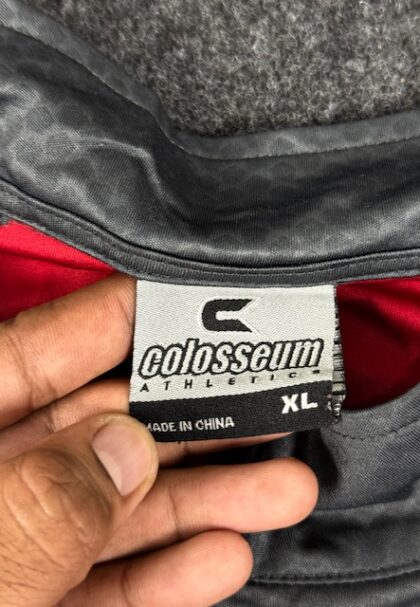 colosseum
ATHLETICS
XL
MADE IN CHINA